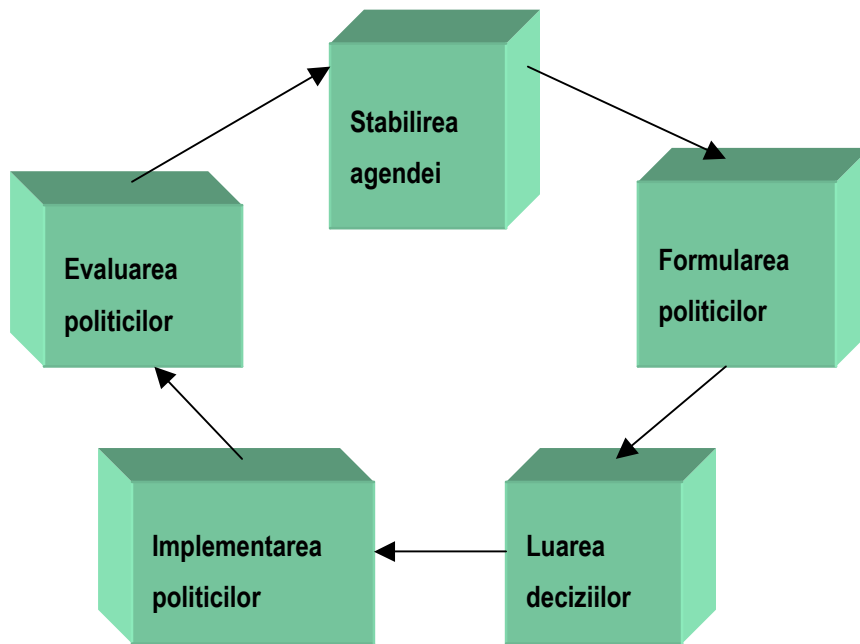 Stabilirea
agendei
Formularea
politicilor
Luarea
deciziilor
Implementarea
politicilor
Evaluarea
politicilor